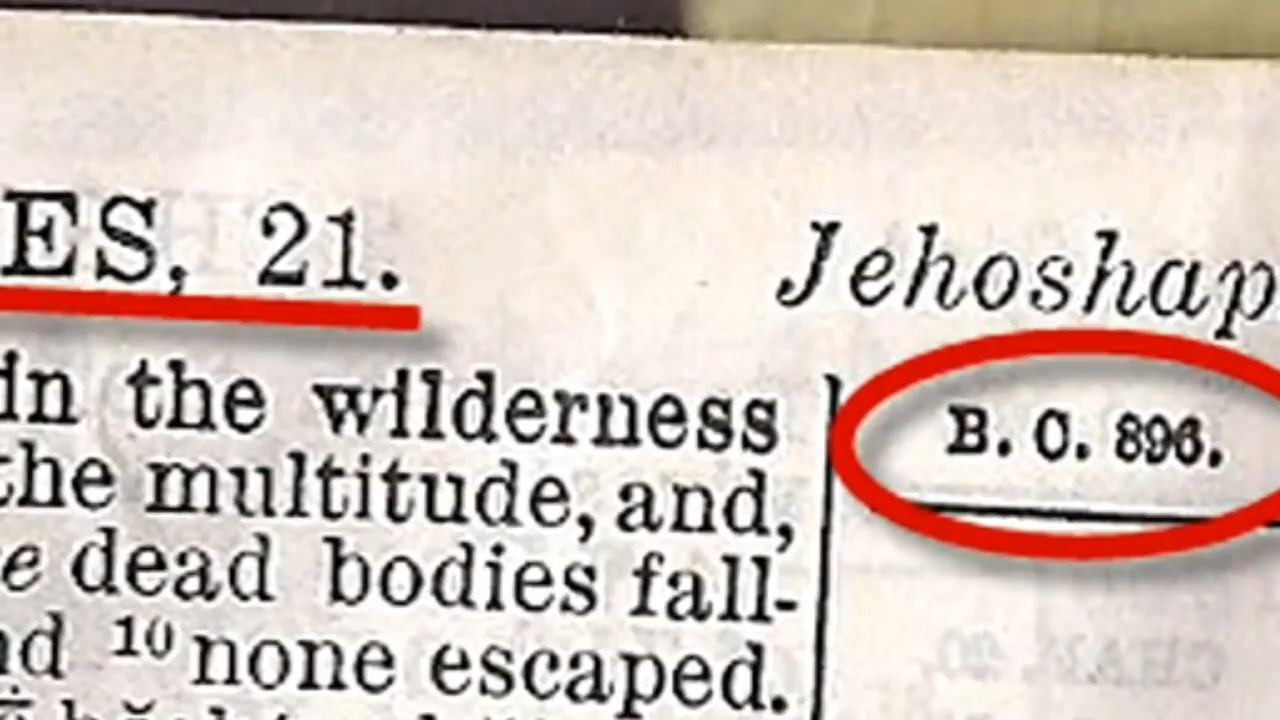 ES, 21.
Jehoshap
B. C. 896.
in the wilderness
the multitude, and,
e dead bodies fall-
nd 10 none escaped.